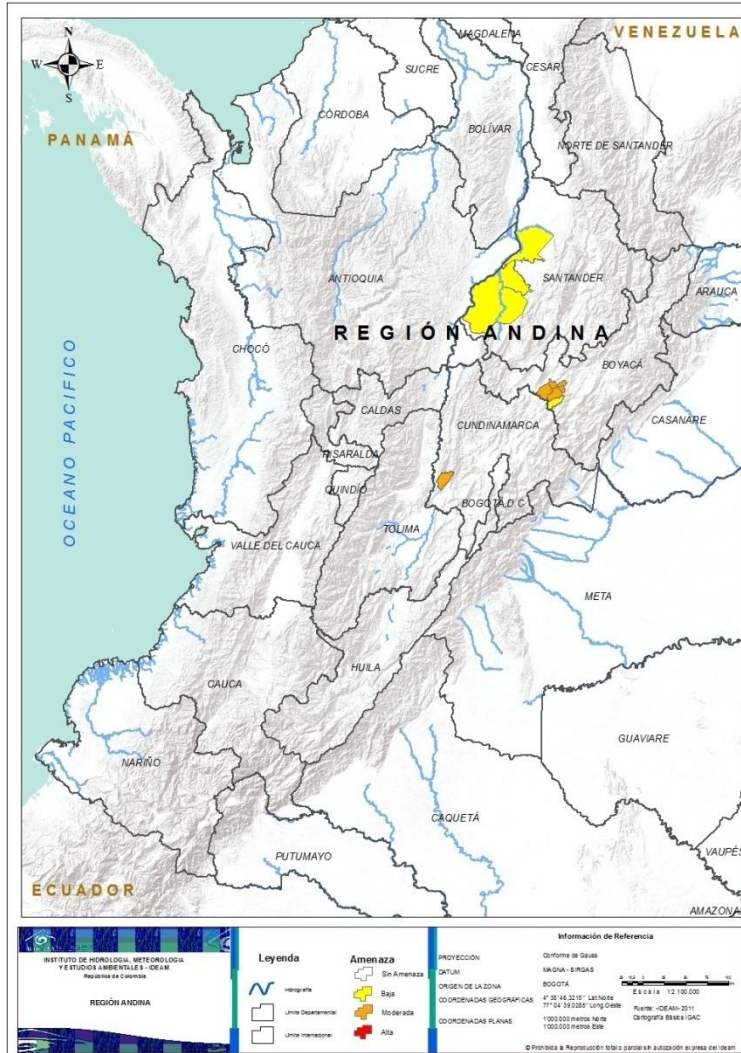 N
W E
S
VENEZUELA
PANAMÁ
MAGDALENA
SUCRE
CESAR
CÓRDOBA
BOLÍVAR
NORTE DE SANTANDER
ANTIOQUIA
SANTANDER
ARAUCA
REGIÓN ANDINA
CHOCÓ
BOYACÁ
CALDAS
CUNDINAMARCA
CASANARE
RISARALDA
QUINDÍO
BOGOTÁ D.C
OCEANO PACIFICO
TOLIMA
VALLE DEL CAUCA
META
HUILA
CAUCA
GUAVIARE
NARIÑO
CAQUETÁ
PUTUMAYO
VAUPÉS
ECUADOR
AMAZONA
INSTITUTO DE HIDROLOGIA, METEOROLOGIA
Y ESTUDIOS AMBIENTALES - IDEAM
República de Colombia
REGIÓN ANDINA
Leyenda
Hidrografía
Límite Departamental
Límite Internacional
Amenaza
Sin Amenaza
Baja
Moderada
Alta
Información de Referencia
PROYECCIÓN Conforme de Gauss
DATUM MAGNA - SIRGAS
ORIGEN DE LA ZONA BOGOTÁ
COORDENADAS GEOGRÁFICAS
COORDENADAS PLANAS 1'000.000 metros Norte
1'000.000 metros Este
Escala 1:2.100.000
Fuente: -IDEAM- 2011
Cartografía Básica IGAC
© Prohibida la Reproducción total o parcial sin autozación expresa del Ideam